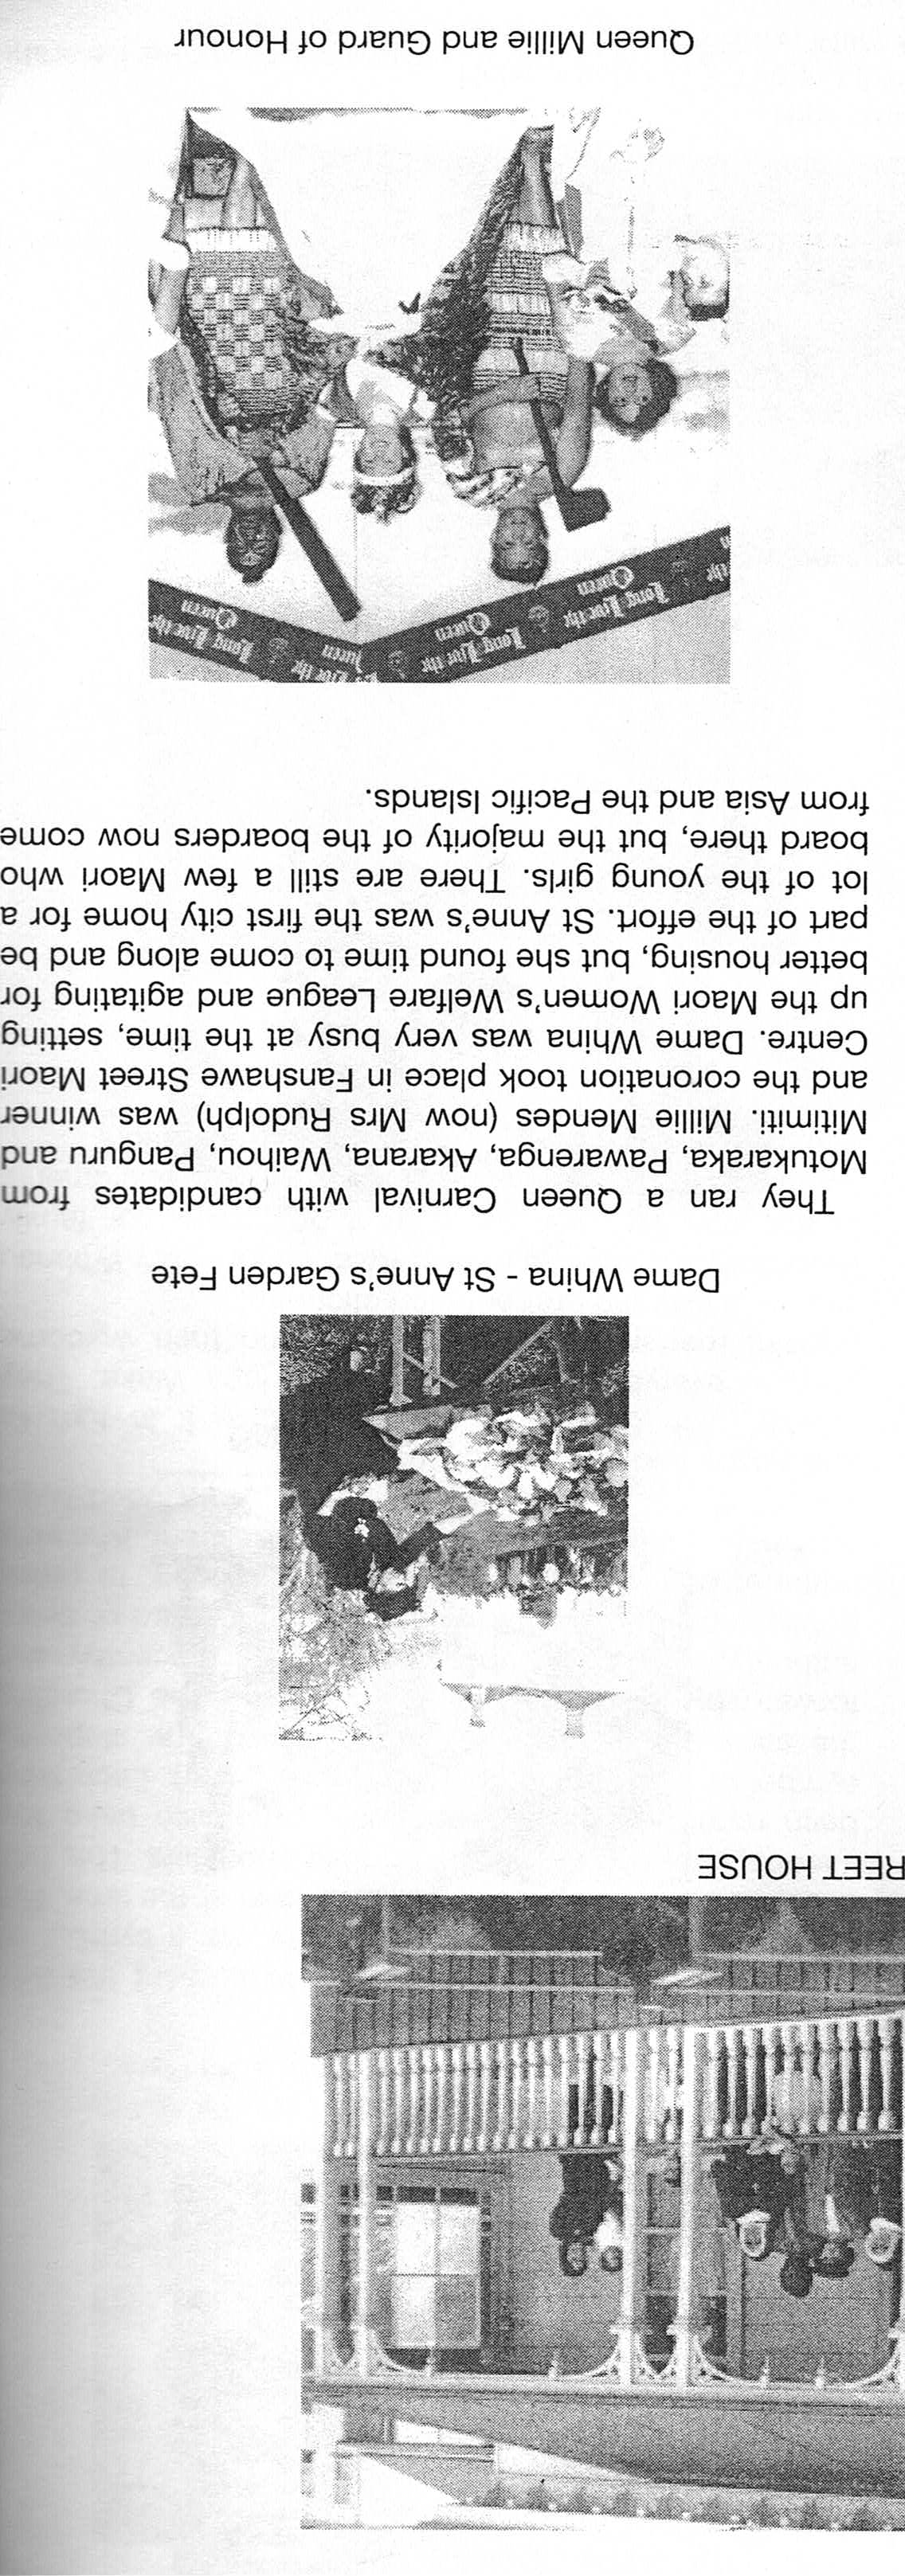 REET HOUSE
Dame Whina - St Anne's Garden Fete
They ran a Queen Carnival with candidates from
Motukaraka, Pawarenga, Akarana, Waihou, Panguru and
Mitimiti. Millie Mendes (now Mrs Rudolph) was winner
and the coronation took place in Fanshawe Street Maori
Centre. Dame Whina was very busy at the time, setting
up the Maori Women's Welfare League and agitating for
better housing, but she found time to come along and be
part of the effort. St Anne's was the first city home for a
lot of the young girls. There are still a few Maori who
board there, but the majority of the boarders now come
from Asia and the Pacific Islands.
the
Long Live the
Queen
Long Live the
Queen
Live the
Queen
Long Live the
Queen
Queen Millie and Guard of Honour